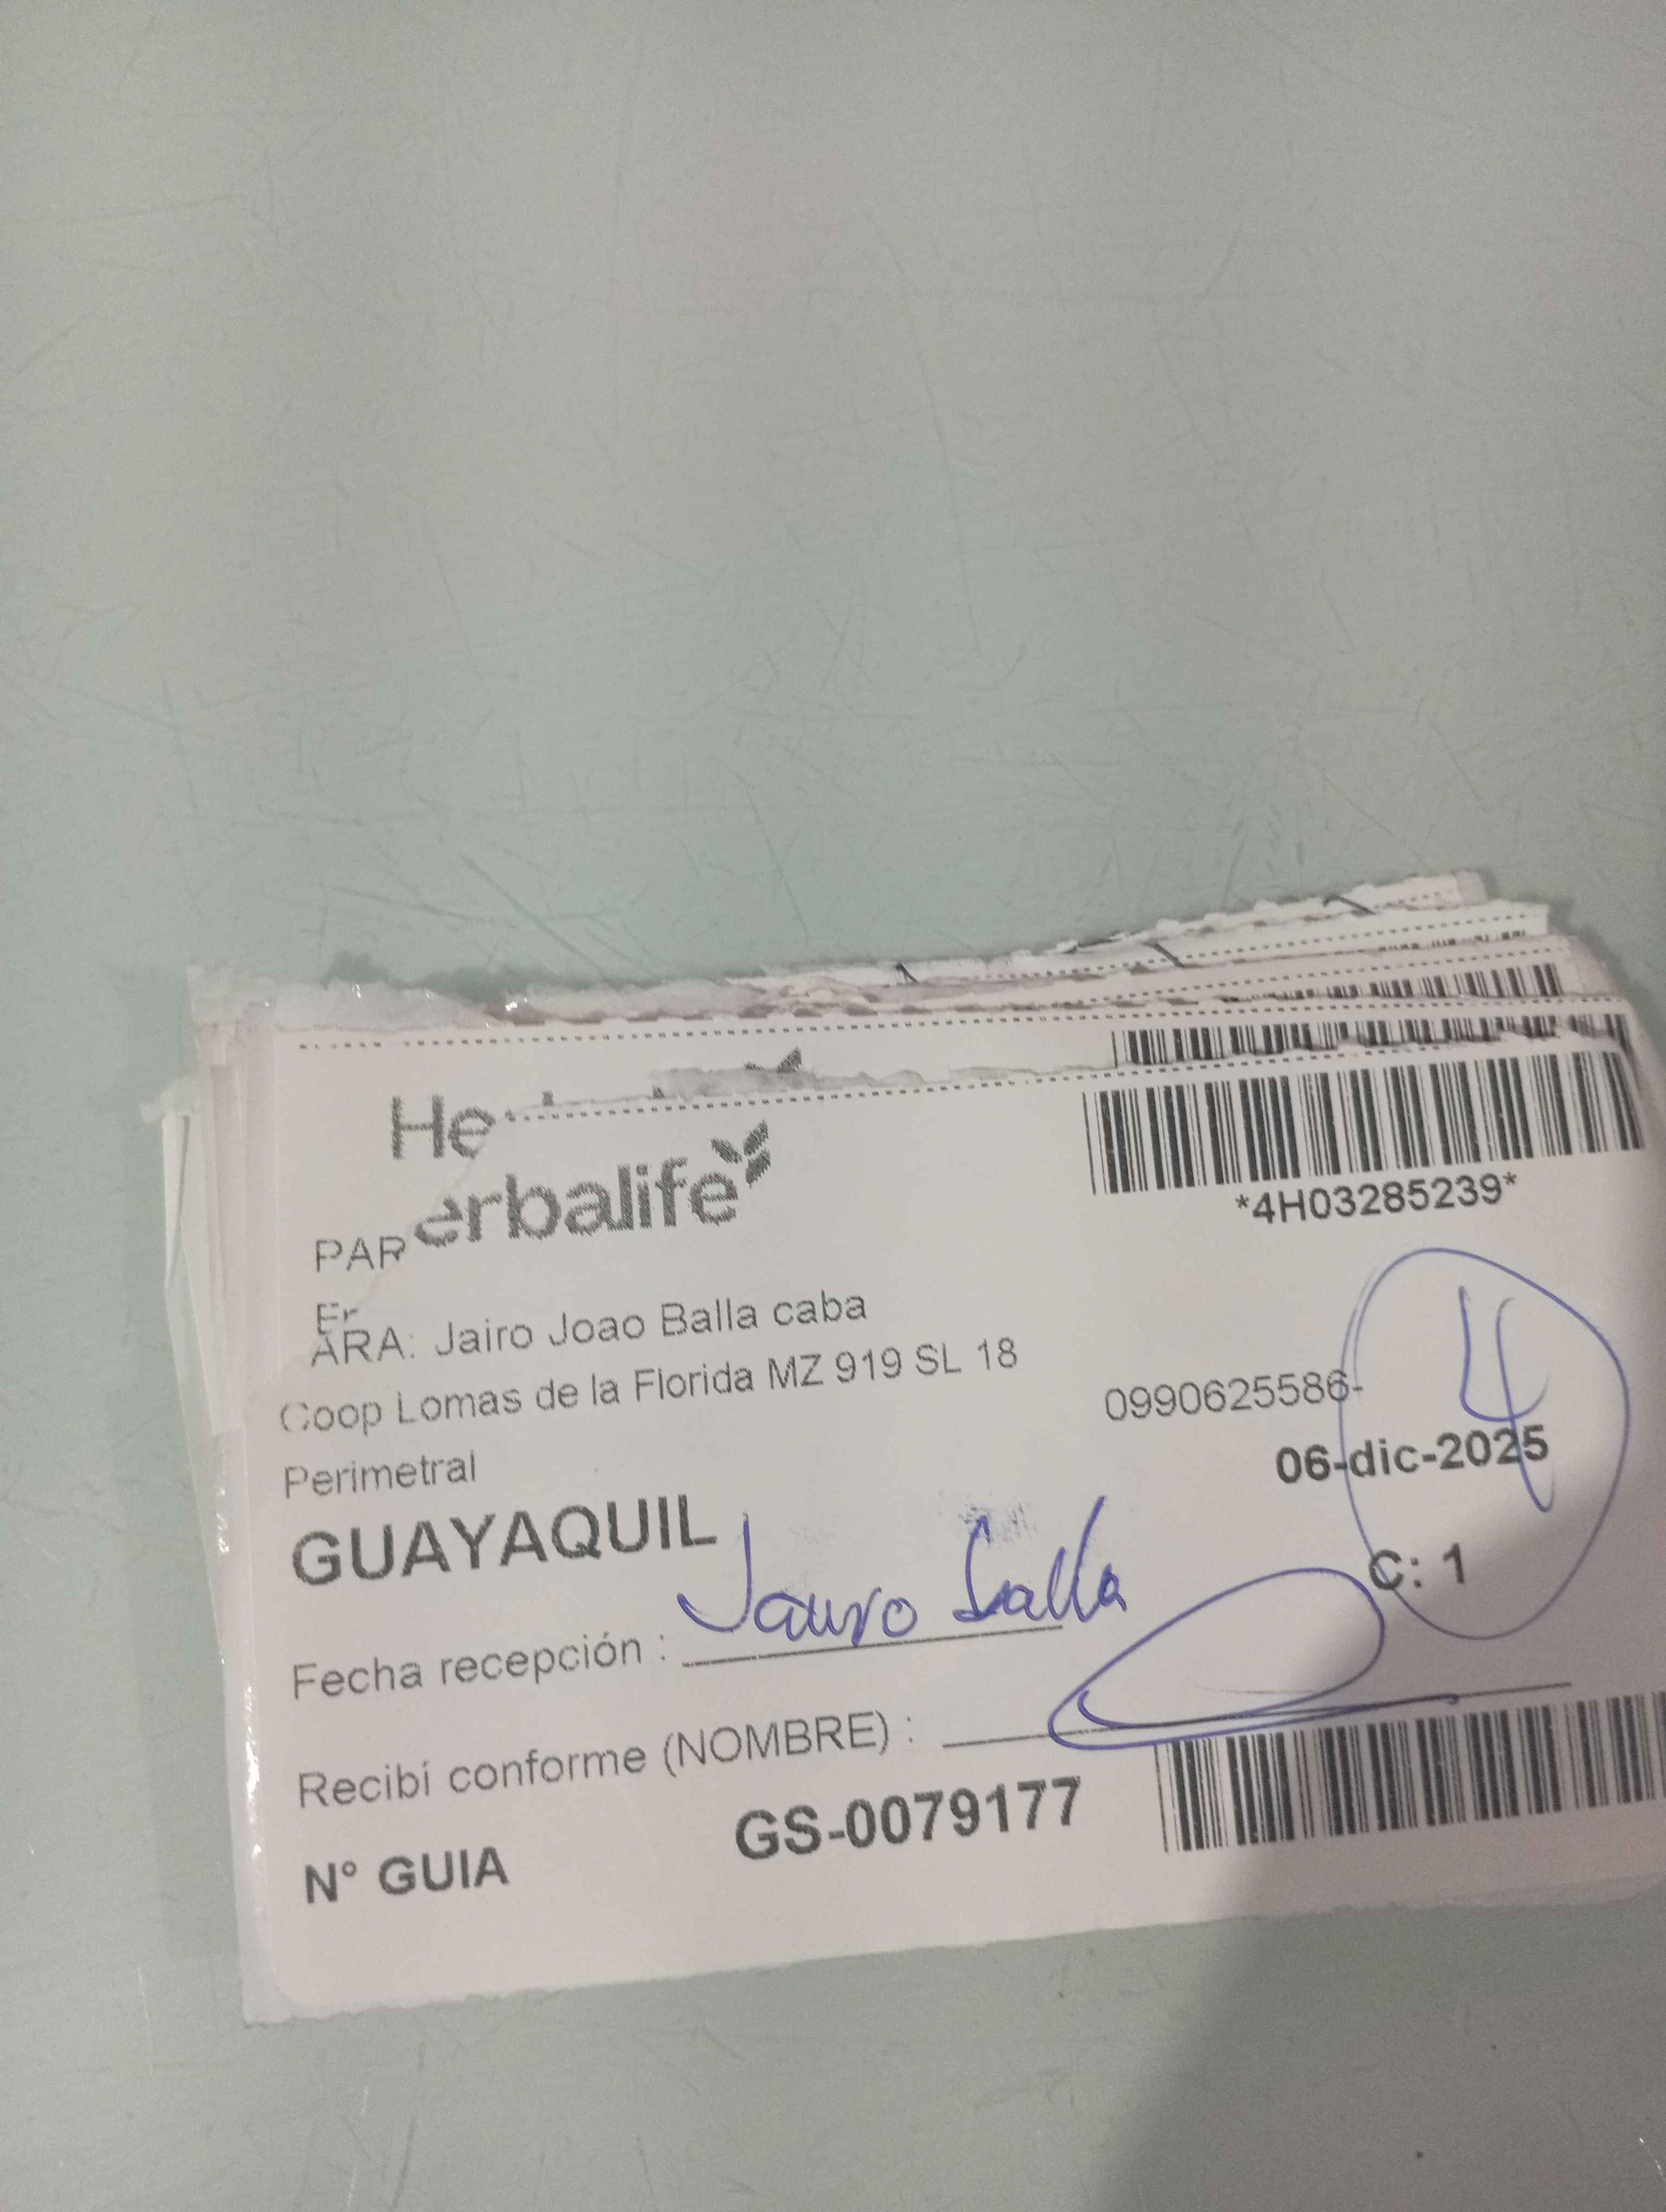 He
erbalife
*4H03285239*
PAR
Er
ARA: Jairo Joao Balla caba
Coop Lomas de la Florida MZ 919 SL 18
0990625586-
Perimetral
06-dic-2025
4
GUAYAQUIL
C: 1
Fecha recepción : Jairo Balla
Recibí conforme (NOMBRE) :
N° GUIA GS-0079177